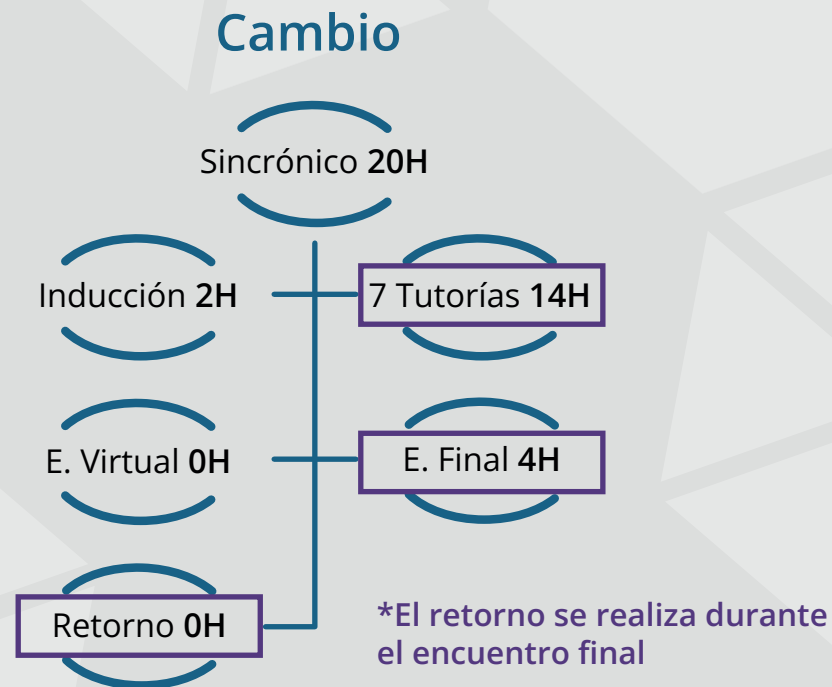 Cambio
Sincrónico 20H
Inducción 2H
7 Tutorías 14H
E. Virtual 0H
E. Final 4H
Retorno 0H
*El retorno se realiza durante
el encuentro final